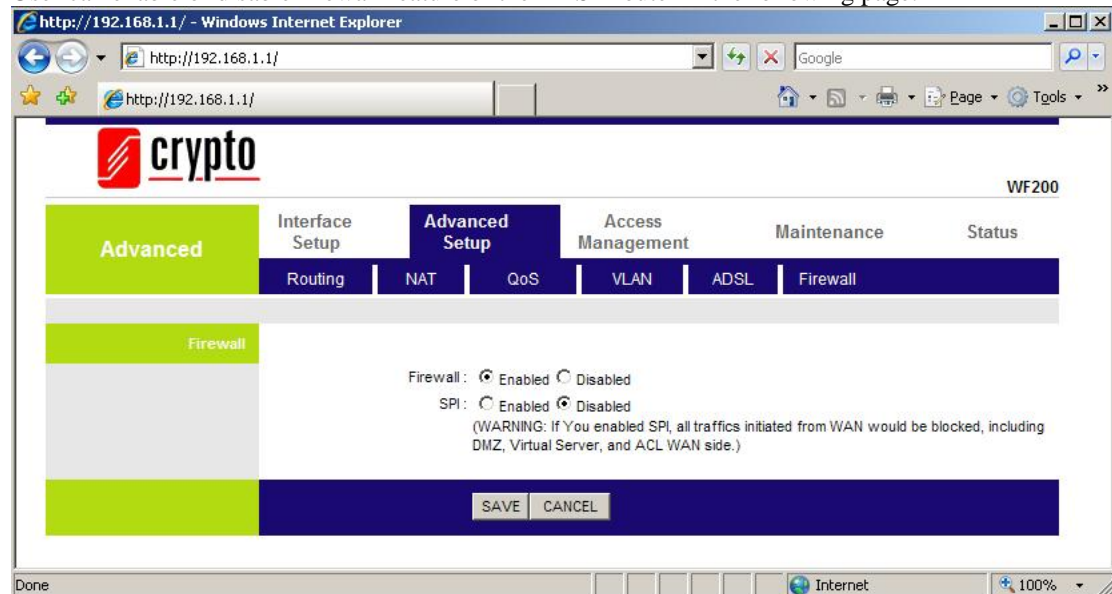 http://192.168.1.1/ - Windows Internet Explorer
http://192.168.1.1/
Google
http://192.168.1.1/
Page
Tools
»
crypto
WF200
Advanced
Interface Setup
Advanced Setup
Access Management
Maintenance
Status
Routing
NAT
QoS
VLAN
ADSL
Firewall
Firewall
Firewall : Enabled Disabled
SPI : Enabled Disabled
(WARNING: If You enabled SPI, all traffics initiated from WAN would be blocked, including
DMZ, Virtual Server, and ACL WAN side.)
SAVE CANCEL
Done
Internet
100%